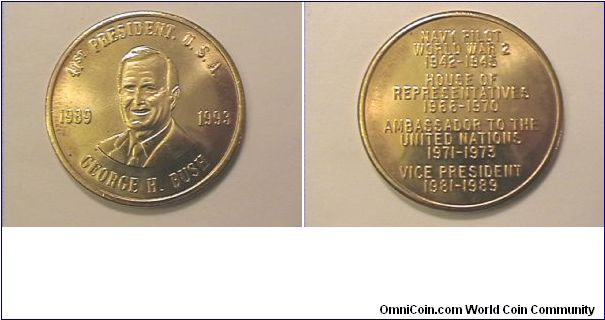 41ST PRESIDENT, U.S.A.
1989
1993
GEORGE H. BUSH
NAVY PILOT
WORLD WAR 2
1942-1945
HOUSE OF
REPRESENTATIVES
1966-1970
AMBASSADOR TO THE
UNITED NATIONS
1971-1973
VICE PRESIDENT
1981-1989
OmniCoin.com World Coin Community